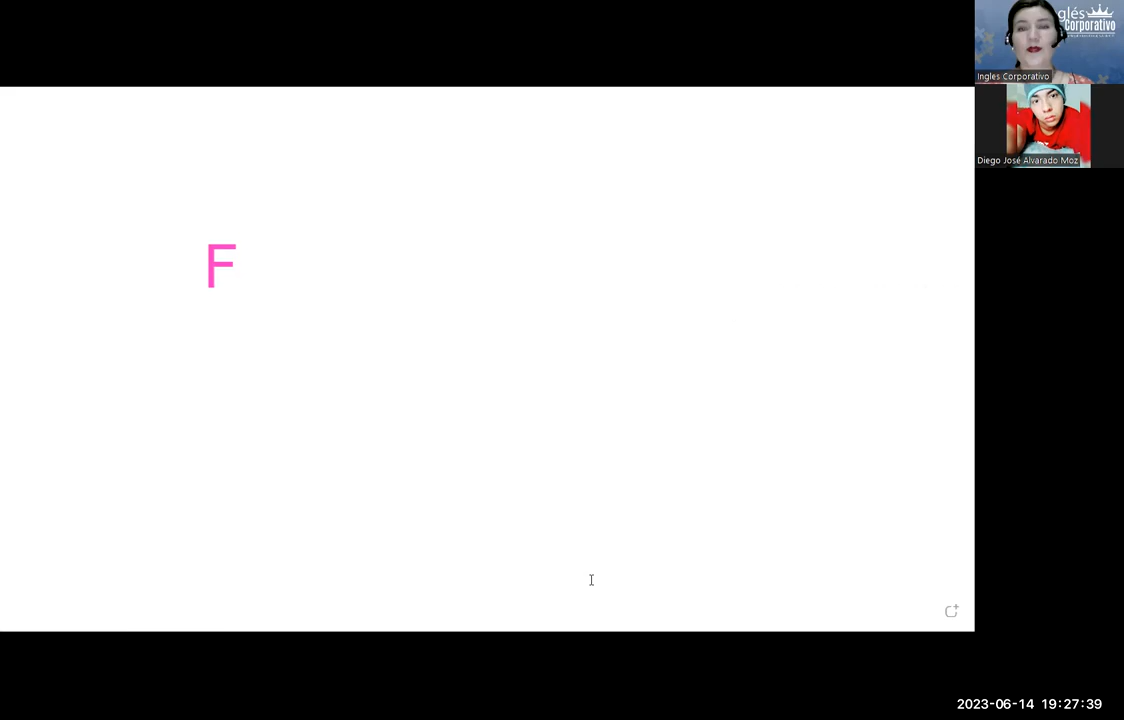 glés
Corporativo
Ingles Corporativo
Diego José Alvarado Moz
F
2023-06-14 19:27:39